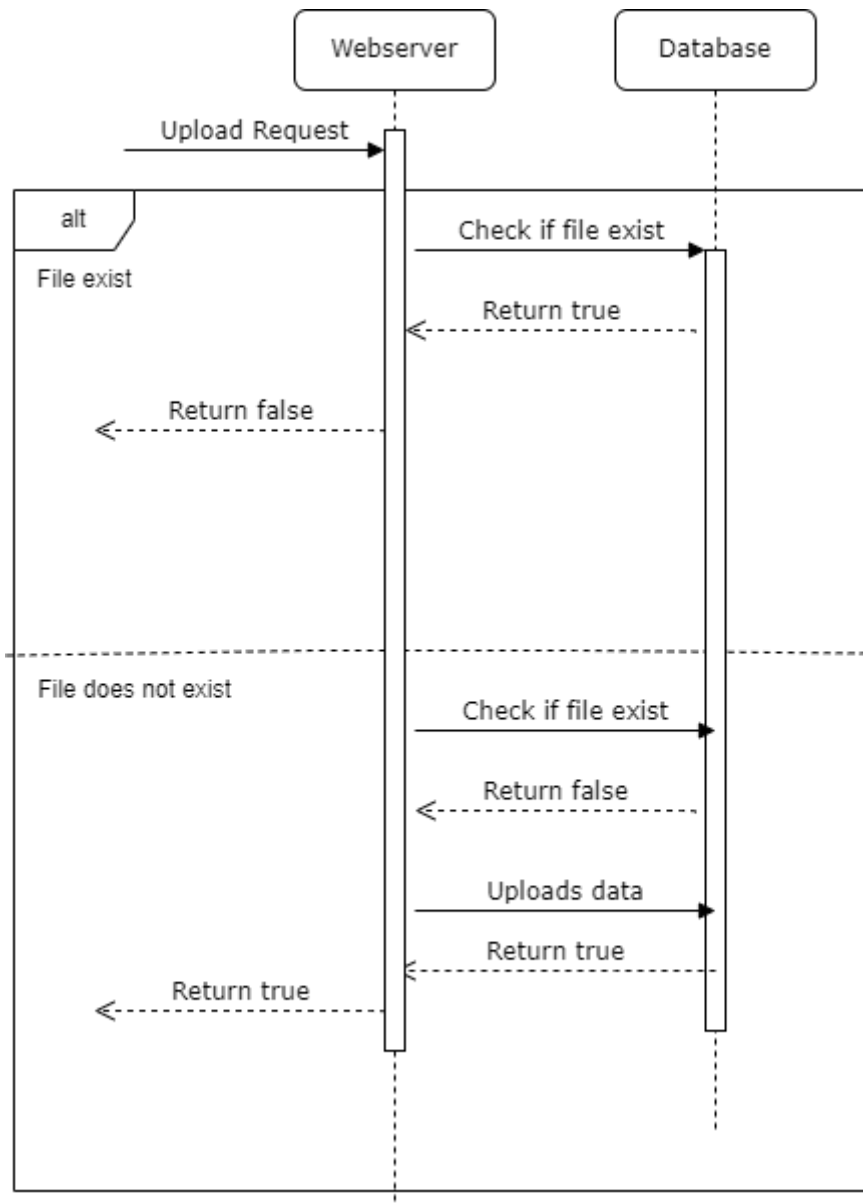 Webserver
Database
Upload Request
alt
Check if file exist
File exist
Return true
Return false
File does not exist
Check if file exist
Return false
Uploads data
Return true
Return true